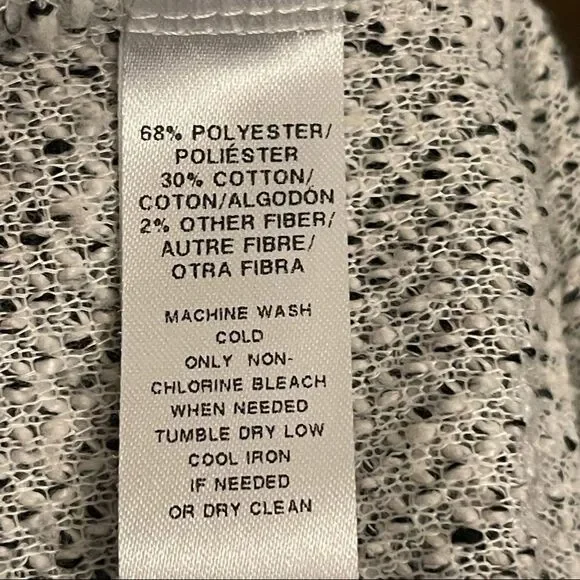 68% POLYESTER/
POLIÉSTER
30% COTTON/
COTON/ALGODÓN
2% OTHER FIBER/
AUTRE FIBRE/
OTRA FIBRA
MACHINE WASH
COLD
ONLY NON-
CHLORINE BLEACH
WHEN NEEDED
TUMBLE DRY LOW
COOL IRON
IF NEEDED
OR DRY CLEAN